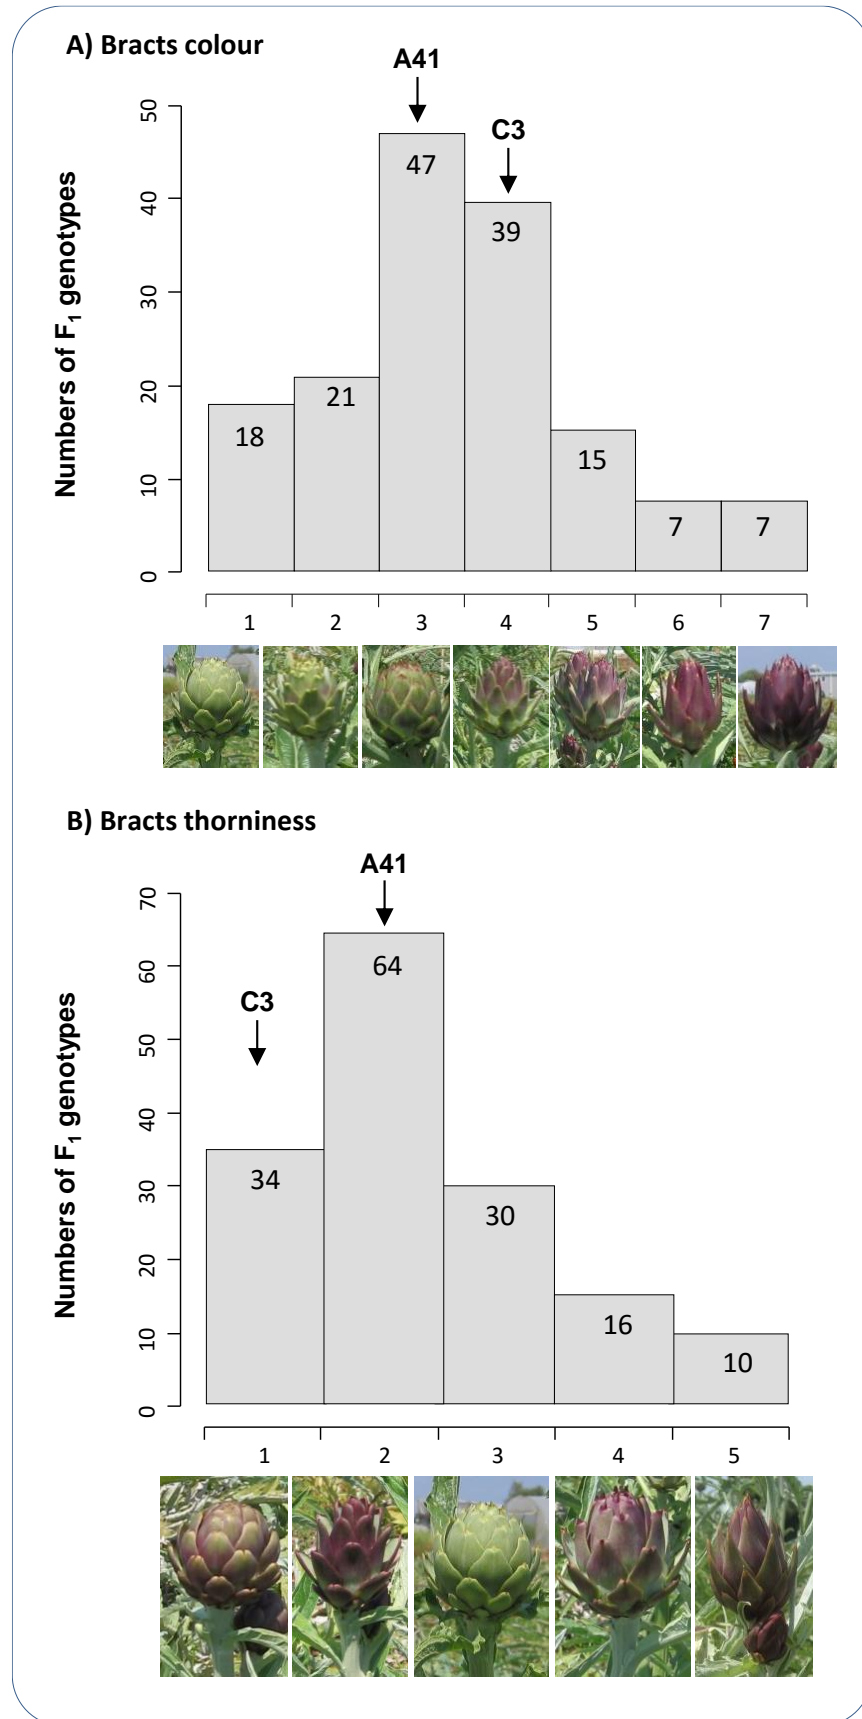 A) Bracts colour
A41
C3
Numbers of F₁ genotypes
50
40
30
20
10
0
47
39
18
21
15
7
7
1 2 3 4 5 6 7
B) Bracts thorniness
A41
C3
Numbers of F₁ genotypes
70
60
50
40
30
20
10
0
64
34
30
16
10
1 2 3 4 5